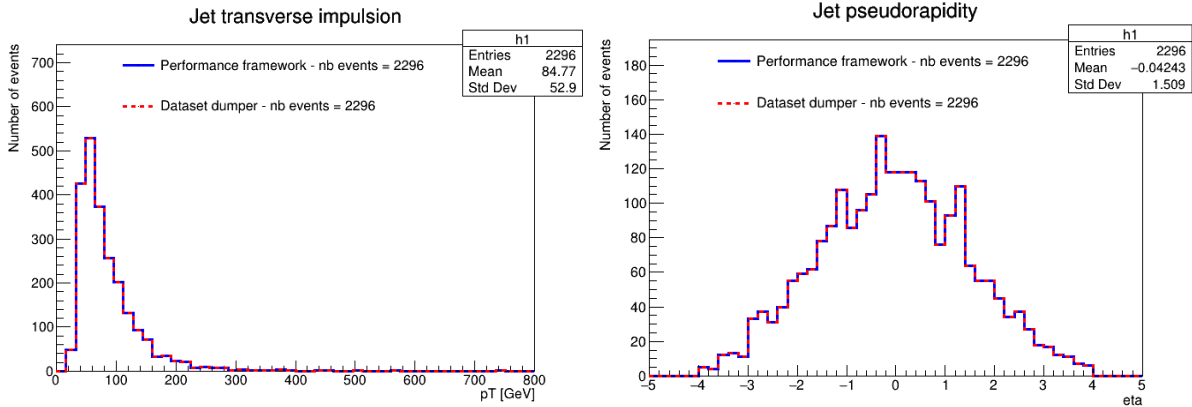 Jet transverse impulsion
h1
Entries 2296
Mean 84.77
Std Dev 52.9
Performance framework - nb events = 2296
Dataset dumper - nb events = 2296
Number of events
700
600
500
400
300
200
100
0
0 100 200 300 400 500 600 700 800
pT [GeV]
Jet pseudorapidity
h1
Entries 2296
Mean −0.04243
Std Dev 1.509
Performance framework - nb events = 2296
Dataset dumper - nb events = 2296
Number of events
180
160
140
120
100
80
60
40
20
0
−5 −4 −3 −2 −1 0 1 2 3 4 5
eta